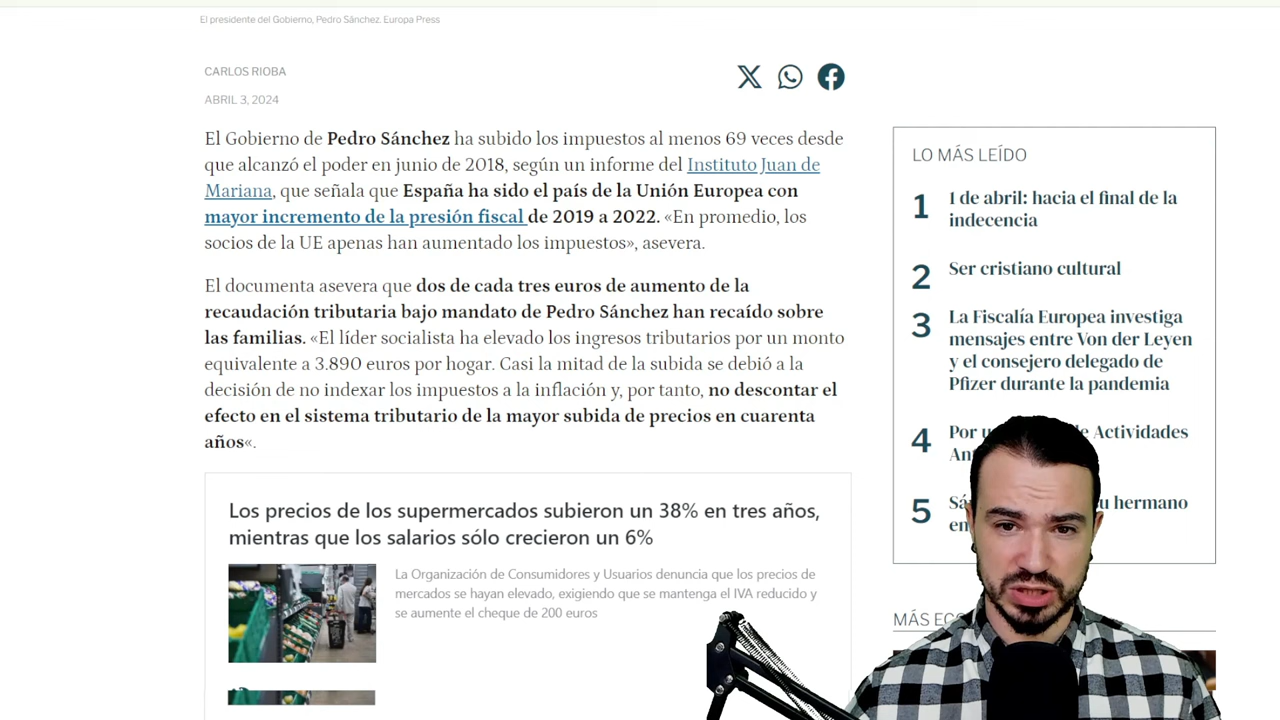 El presidente del Gobierno, Pedro Sánchez. Europa Press
CARLOS RIOBA
ABRIL 3, 2024
El Gobierno de Pedro Sánchez ha subido los impuestos al menos 69 veces desde
que alcanzó el poder en junio de 2018, según un informe del Instituto Juan de
Mariana, que señala que España ha sido el país de la Unión Europea con
mayor incremento de la presión fiscal de 2019 a 2022. «En promedio, los
socios de la UE apenas han aumentado los impuestos», asevera.
El documento asevera que dos de cada tres euros de aumento de la
recaudación tributaria bajo mandato de Pedro Sánchez han recaído sobre
las familias. «El líder socialista ha elevado los ingresos tributarios por un monto
equivalente a 3.890 euros por hogar. Casi la mitad de la subida se debió a la
decisión de no indexar los impuestos a la inflación y, por tanto, no descontar el
efecto en el sistema tributario de la mayor subida de precios en cuarenta
años«.
Los precios de los supermercados subieron un 38% en tres años,
mientras que los salarios sólo crecieron un 6%
La Organización de Consumidores y Usuarios denuncia que los precios de
mercados se hayan elevado, exigiendo que se mantenga el IVA reducido y
se aumente el cheque de 200 euros
LO MÁS LEÍDO
1 1 de abril: hacia el final de la
indecencia
2 Ser cristiano cultural
3 La Fiscalía Europea investiga
mensajes entre Von der Leyen
y el consejero delegado de
Pfizer durante la pandemia
4 Por Actividades
5 hermano
en
MÁS